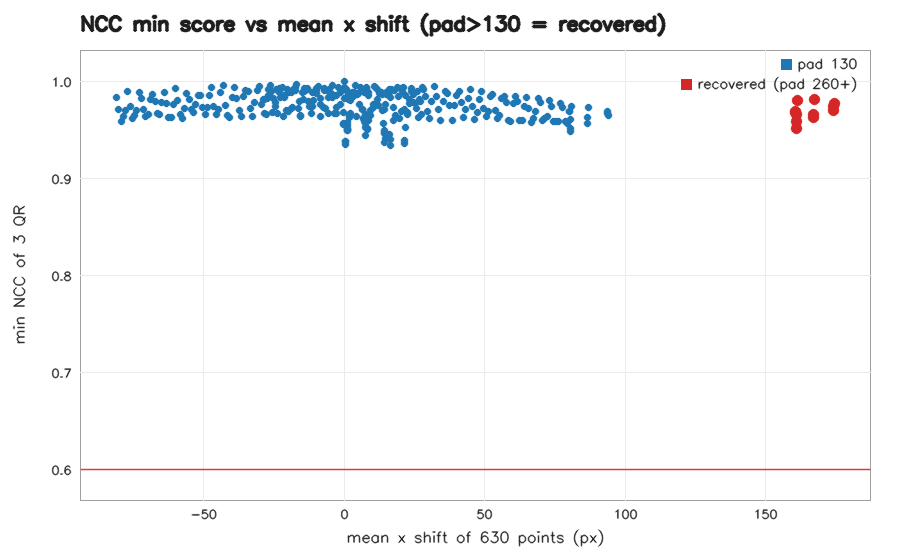 NCC min score vs mean x shift (pad>130 = recovered)
pad 130
recovered (pad 260+)
1.0
0.9
0.8
0.7
0.6
min NCC of 3 QR
−50
0
50
100
150
mean x shift of 630 points (px)